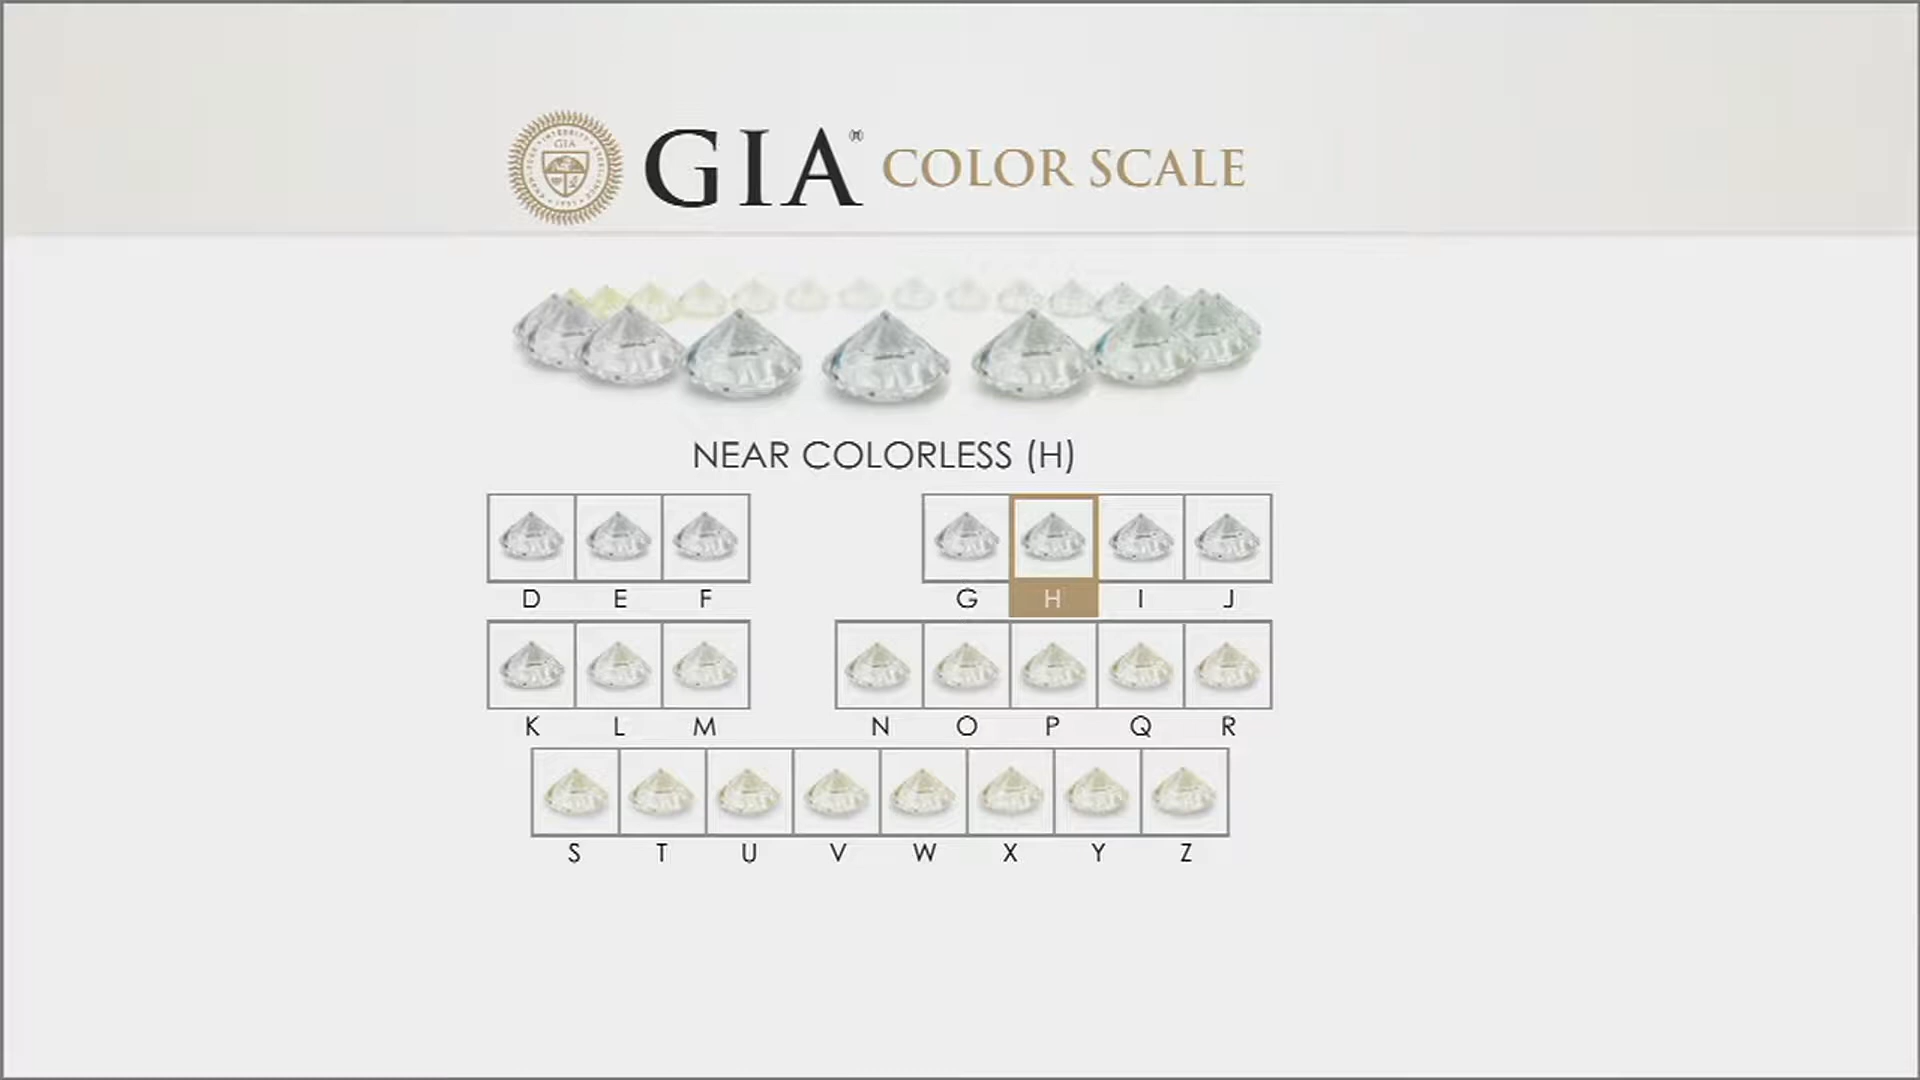 GIA® COLOR SCALE
NEAR COLORLESS (H)
D E F G H I J
K L M N O P Q R
S T U V W X Y Z